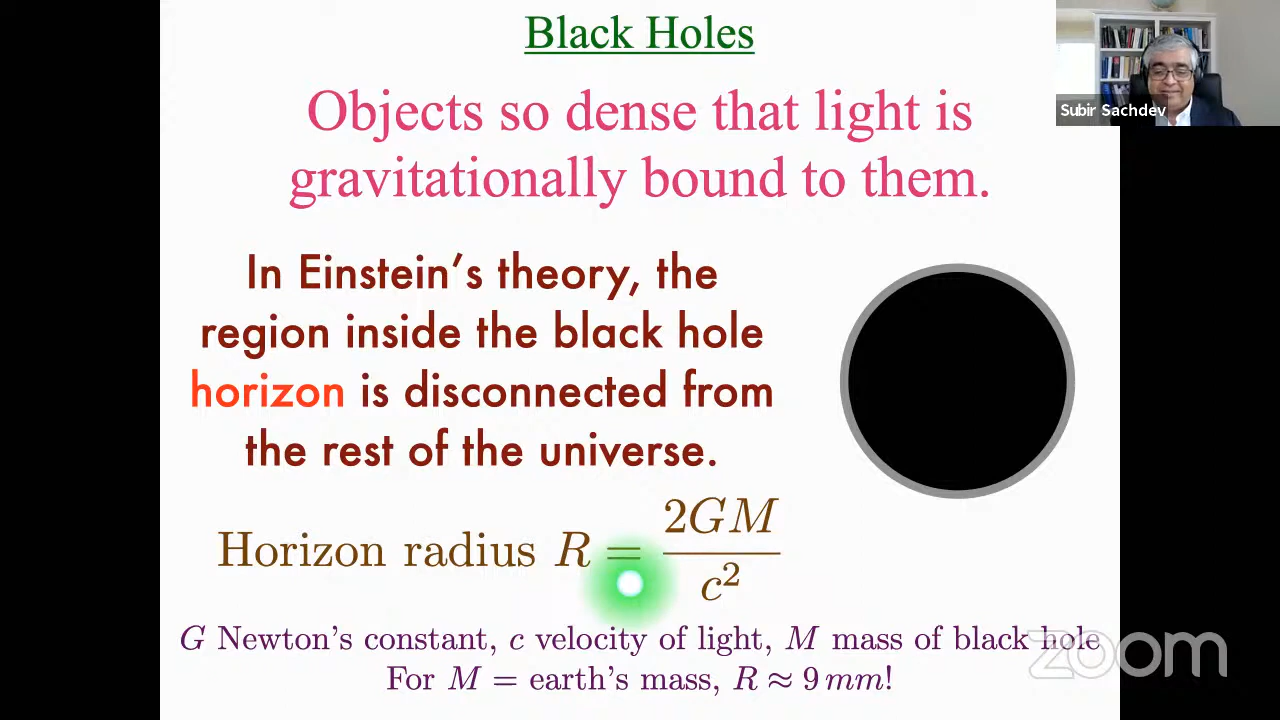 Black Holes
Objects so dense that light is
gravitationally bound to them.
In Einstein's theory, the
region inside the black hole
horizon is disconnected from
the rest of the universe.
Horizon radius R = 2GM / c²
G Newton's constant, c velocity of light, M mass of black hole
For M = earth's mass, R ≈ 9 mm!
Subir Sachdev
zoom